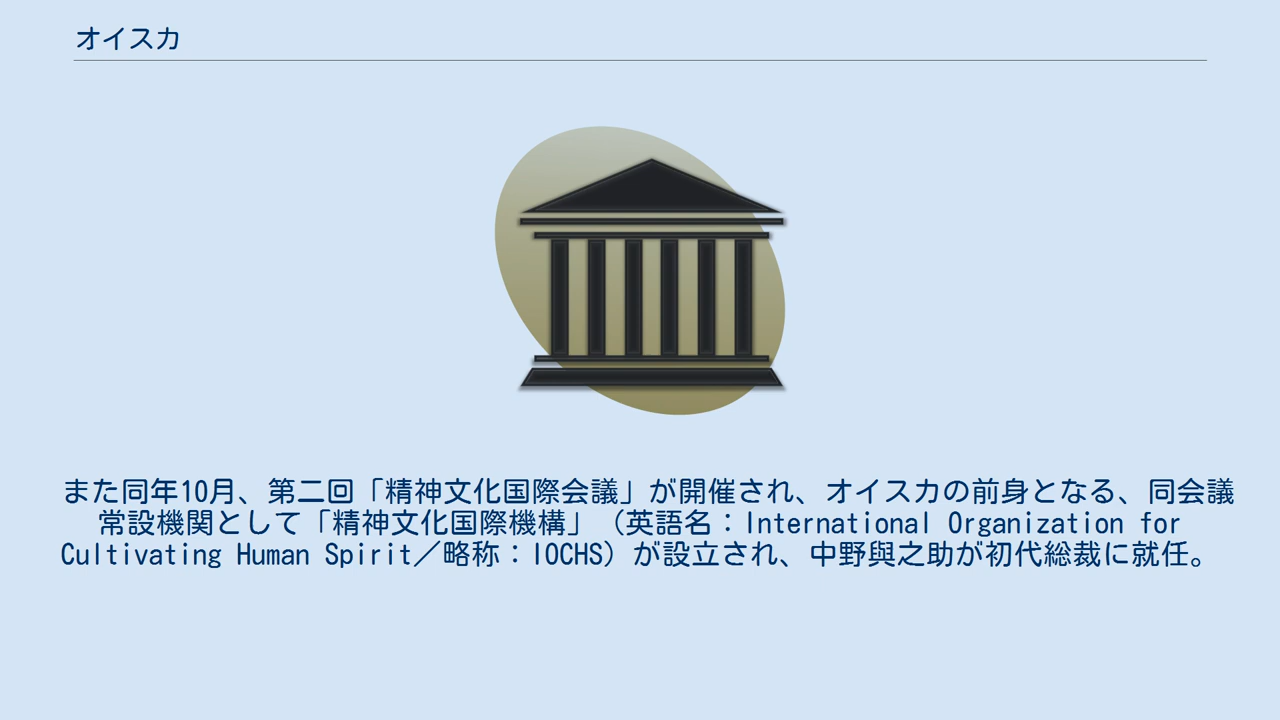 オイスカ
また同年10月、第二回「精神文化国際会議」が開催され、オイスカの前身となる、同会議
常設機関として「精神文化国際機構」（英語名：International Organization for
Cultivating Human Spirit／略称：IOCHS）が設立され、中野與之助が初代総裁に就任。